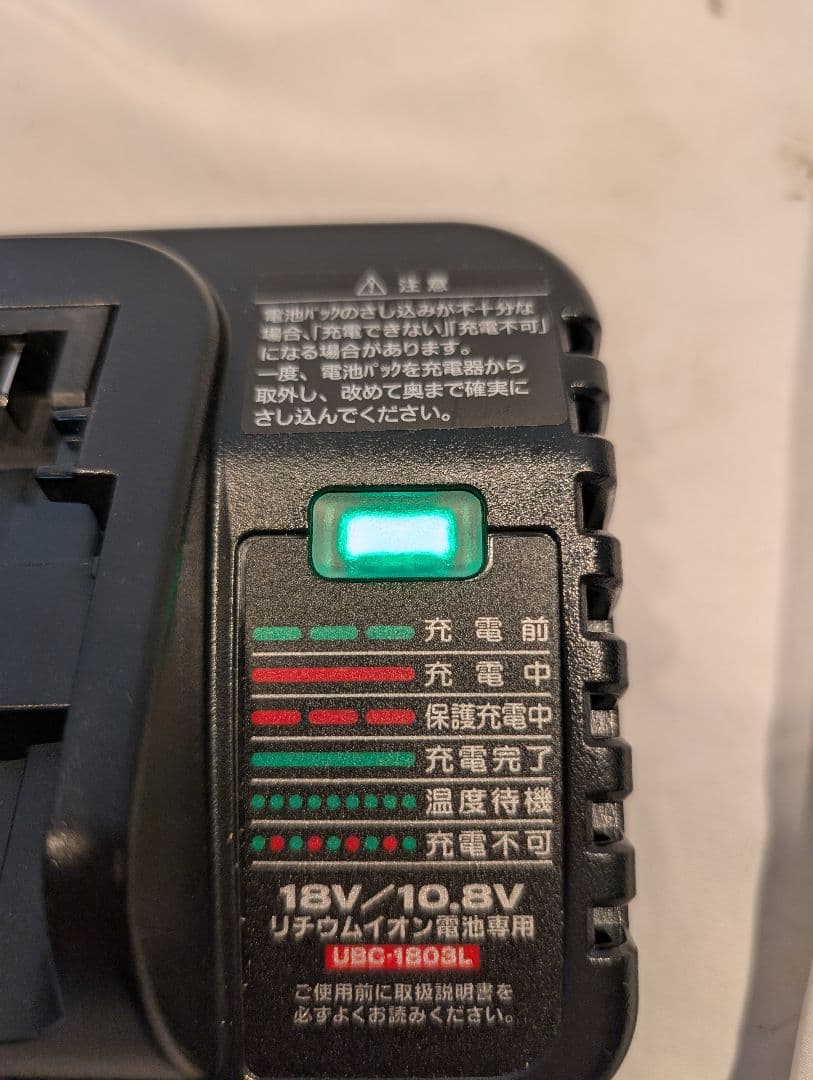 ⚠ 注意
電池ﾊﾟｯｸのさし込みが不十分な
場合、「充電できない」「充電不可」
になる場合があります。
一度、電池ﾊﾟｯｸを充電器から
取外し、改めて奥まで確実に
さし込んでください。
充電前
充電中
保護充電中
充電完了
温度待機
充電不可
18V/10.8V
リチウムイオン電池専用
UBC-1803L
ご使用前に取扱説明書を
必ずよくお読みください。